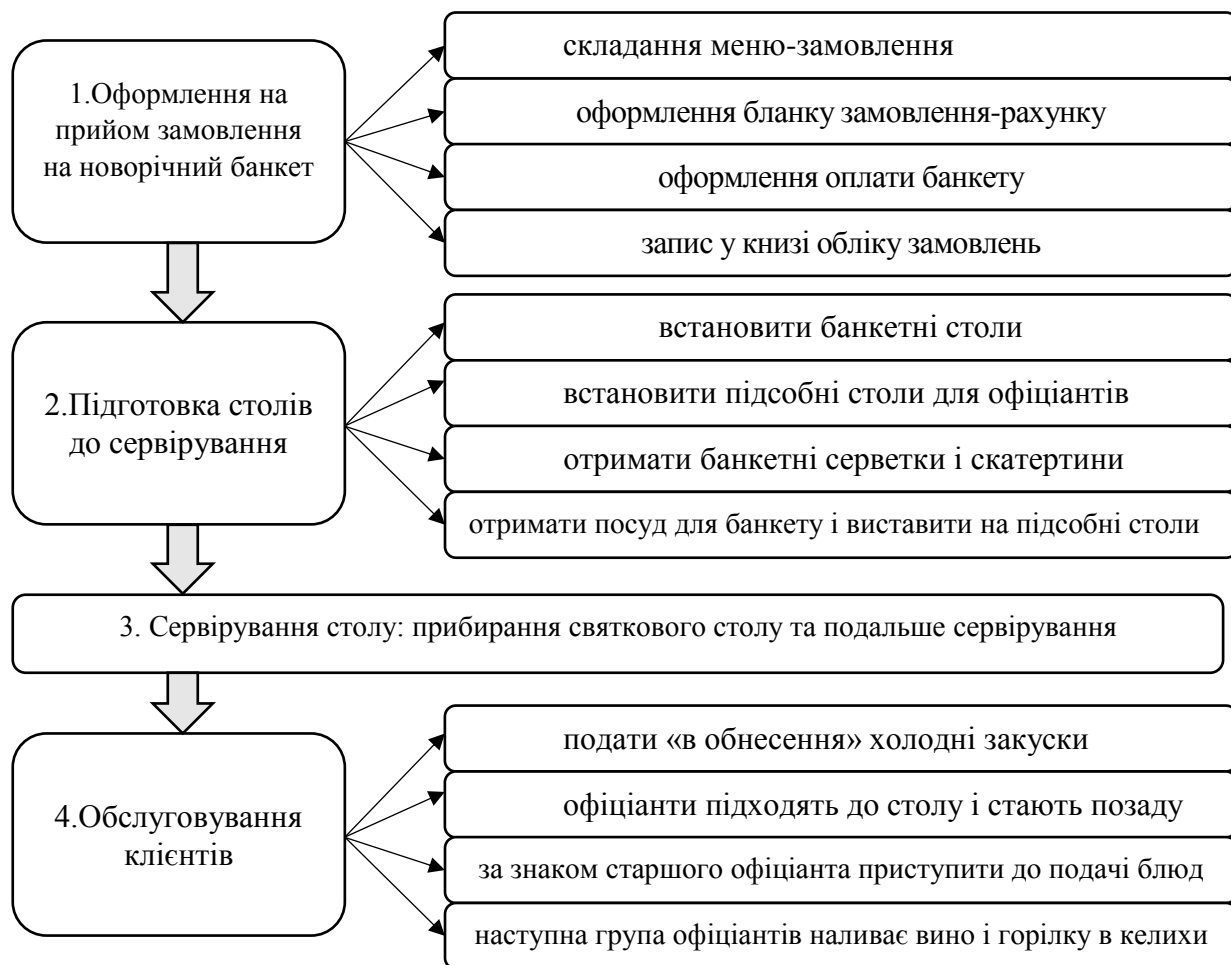 1.Оформлення на
прийом замовлення
на новорічний банкет
складання меню-замовлення
оформлення бланку замовлення-рахунку
оформлення оплати банкету
запис у книзі обліку замовлень
2.Підготовка столів
до сервірування
встановити банкетні столи
встановити підсобні столи для офіціантів
отримати банкетні серветки і скатертини
отримати посуд для банкету і виставити на підсобні столи
3. Сервірування столу: прибирання святкового столу та подальше сервірування
4.Обслуговування
клієнтів
подати «в обнесення» холодні закуски
офіціанти підходять до столу і стають позаду
за знаком старшого офіціанта приступити до подачі блюд
наступна група офіціантів наливає вино і горілку в келихи